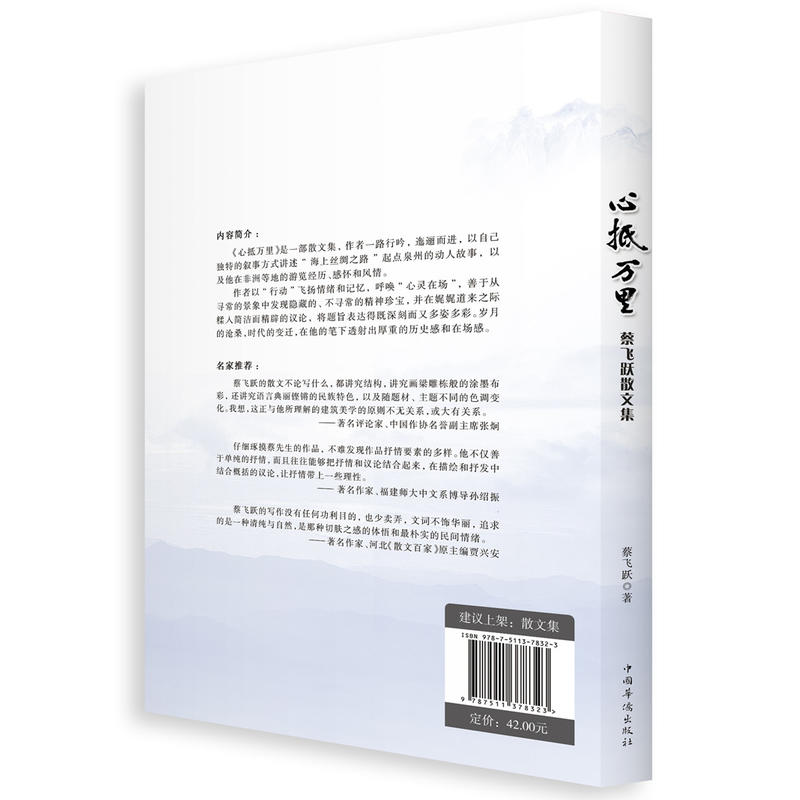 内容简介：
《心抵万里》是一部散文集，作者一路行吟，迤逦而进，以自己
独特的叙事方式讲述“海上丝绸之路”起点泉州的动人故事，以
及他在非洲等地的游览经历、感怀和风情。
作者以“行动”飞扬情绪和记忆，呼唤“心灵在场”，善于从
寻常的景象中发现隐藏的、不寻常的精神珍宝，并在娓娓道来之际
糅入简洁而精辟的议论，将题旨表达得既深刻而又多姿多彩。岁月
的沧桑，时代的变迁，在他的笔下透射出厚重的历史感和在场感。
名家推荐：
蔡飞跃的散文不论写什么，都讲究结构，讲究画梁雕栋般的涂墨布
彩，还讲究语言典丽铿锵的民族特色，以及随题材、主题不同的色调变
化。我想，这正与他所理解的建筑美学的原则不无关系，或大有关系。
——著名评论家、中国作协名誉副主席张炯
仔细琢摸蔡先生的作品，不难发现作品抒情要素的多样。他不仅善
于单纯的抒情，而且往往能够把抒情和议论结合起来，在描绘和抒发中
结合概括的议论，让抒情带上一些理性。
——著名作家、福建师大中文系博导孙绍振
蔡飞跃的写作没有任何功利目的，也少卖弄，文词不饰华丽，追求
的是一种清纯与自然，是那种切肤之感的体悟和最朴实的民间情绪。
——著名作家、河北《散文百家》原主编贾兴安
建议上架：散文集
ISBN 978-7-5113-7832-3
9 787511 378323>
定价：42.00元
心抵万里
蔡飞跃散文集
蔡飞跃◎著
中国华侨出版社